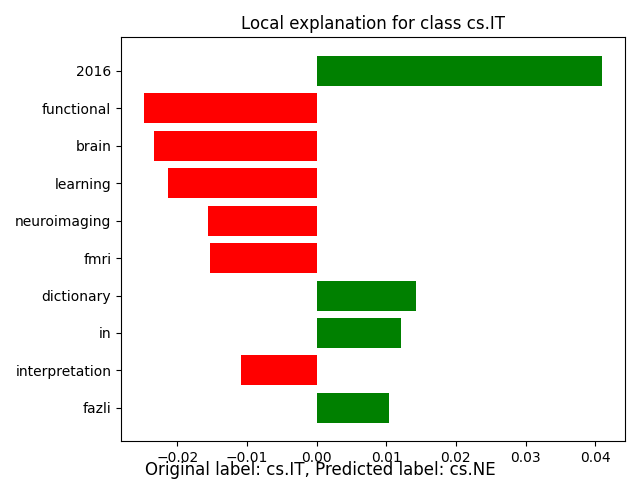 Local explanation for class cs.IT
2016
functional
brain
learning
neuroimaging
fmri
dictionary
in
interpretation
fazli
−0.02 −0.01 0.00 0.01 0.02 0.03 0.04
Original label: cs.IT, Predicted label: cs.NE